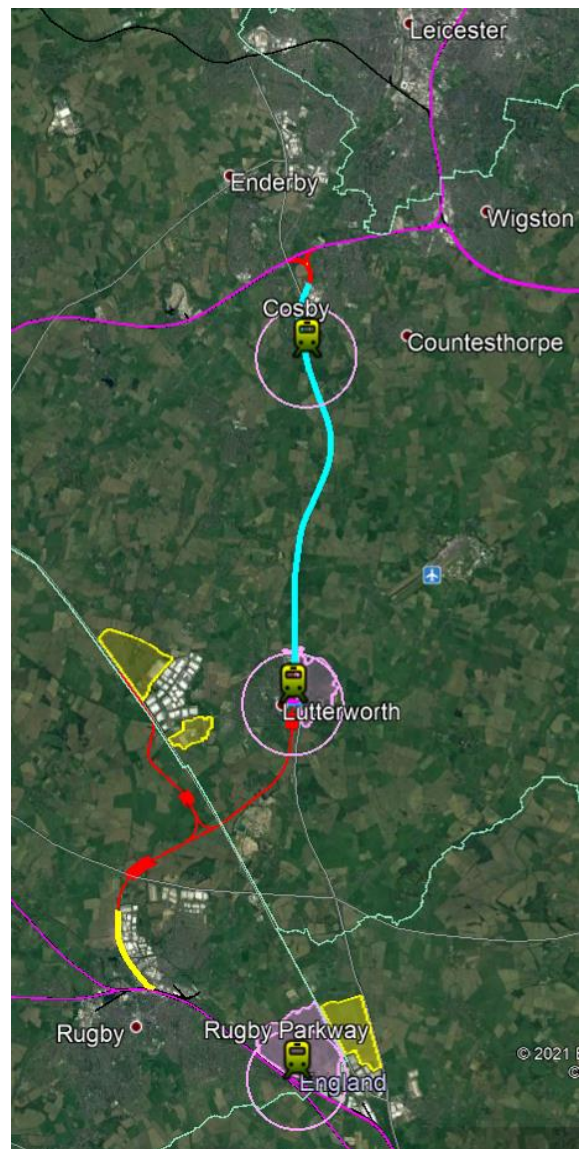 Leicester
Enderby
Wigston
Cosby
Countesthorpe
Lutterworth
Rugby Parkway
Rugby
England
© 2021
©